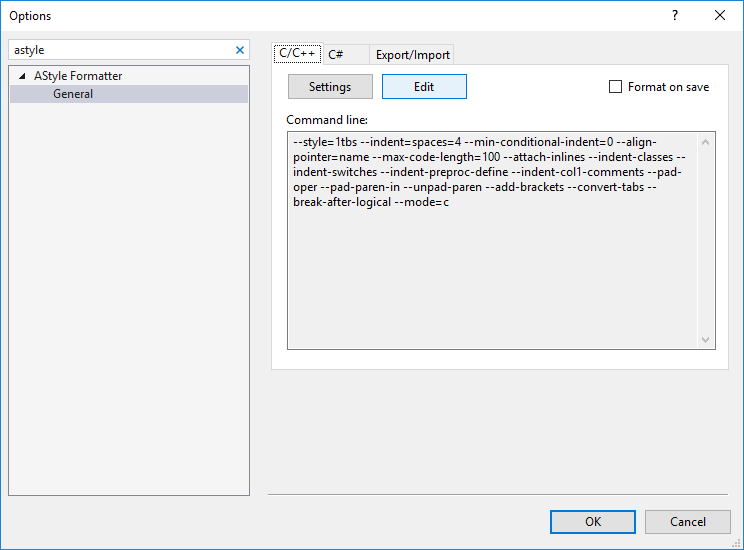 Options
?
astyle
AStyle Formatter
General
C/C++ C# Export/Import
Settings Edit Format on save
Command line:
--style=1tbs --indent=spaces=4 --min-conditional-indent=0 --align-
pointer=name --max-code-length=100 --attach-inlines --indent-classes --
indent-switches --indent-preproc-define --indent-col1-comments --pad-
oper --pad-paren-in --unpad-paren --add-brackets --convert-tabs --
break-after-logical --mode=c
OK Cancel